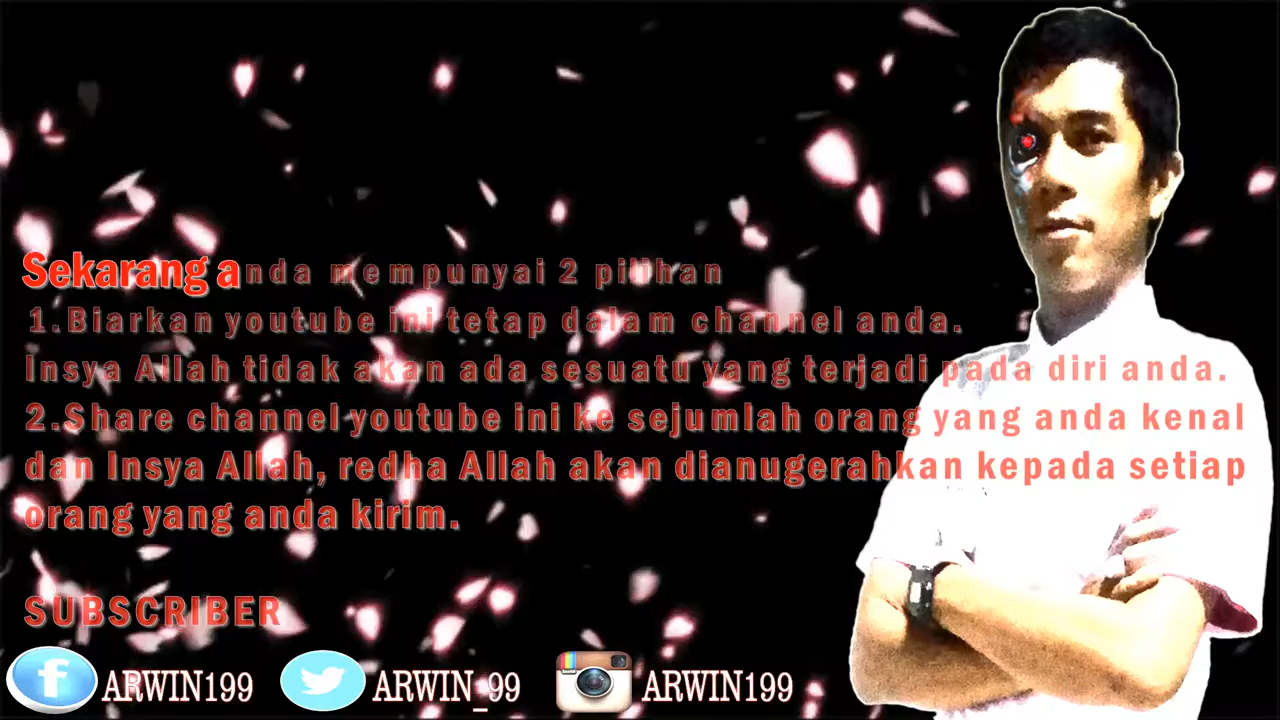 Sekarang anda mempunyai 2 pilihan
1.Biarkan youtube ini tetap dalam channel anda.
Insya Allah tidak akan ada sesuatu yang terjadi pada diri anda.
2.Share channel youtube ini ke sejumlah orang yang anda kenal
dan Insya Allah, redha Allah akan dianugerahkan kepada setiap
orang yang anda kirim.
SUBSCRIBER
f ARWIN199 ARWIN_99 ARWIN199